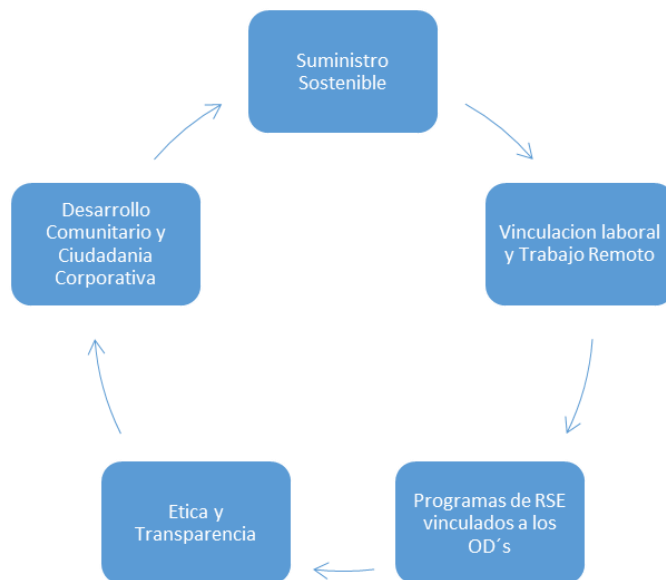 Suministro
Sostenible
Vinculacion laboral
y Trabajo Remoto
Programas de RSE
vinculados a los
OD´s
Etica y
Transparencia
Desarrollo
Comunitario y
Ciudadania
Corporativa